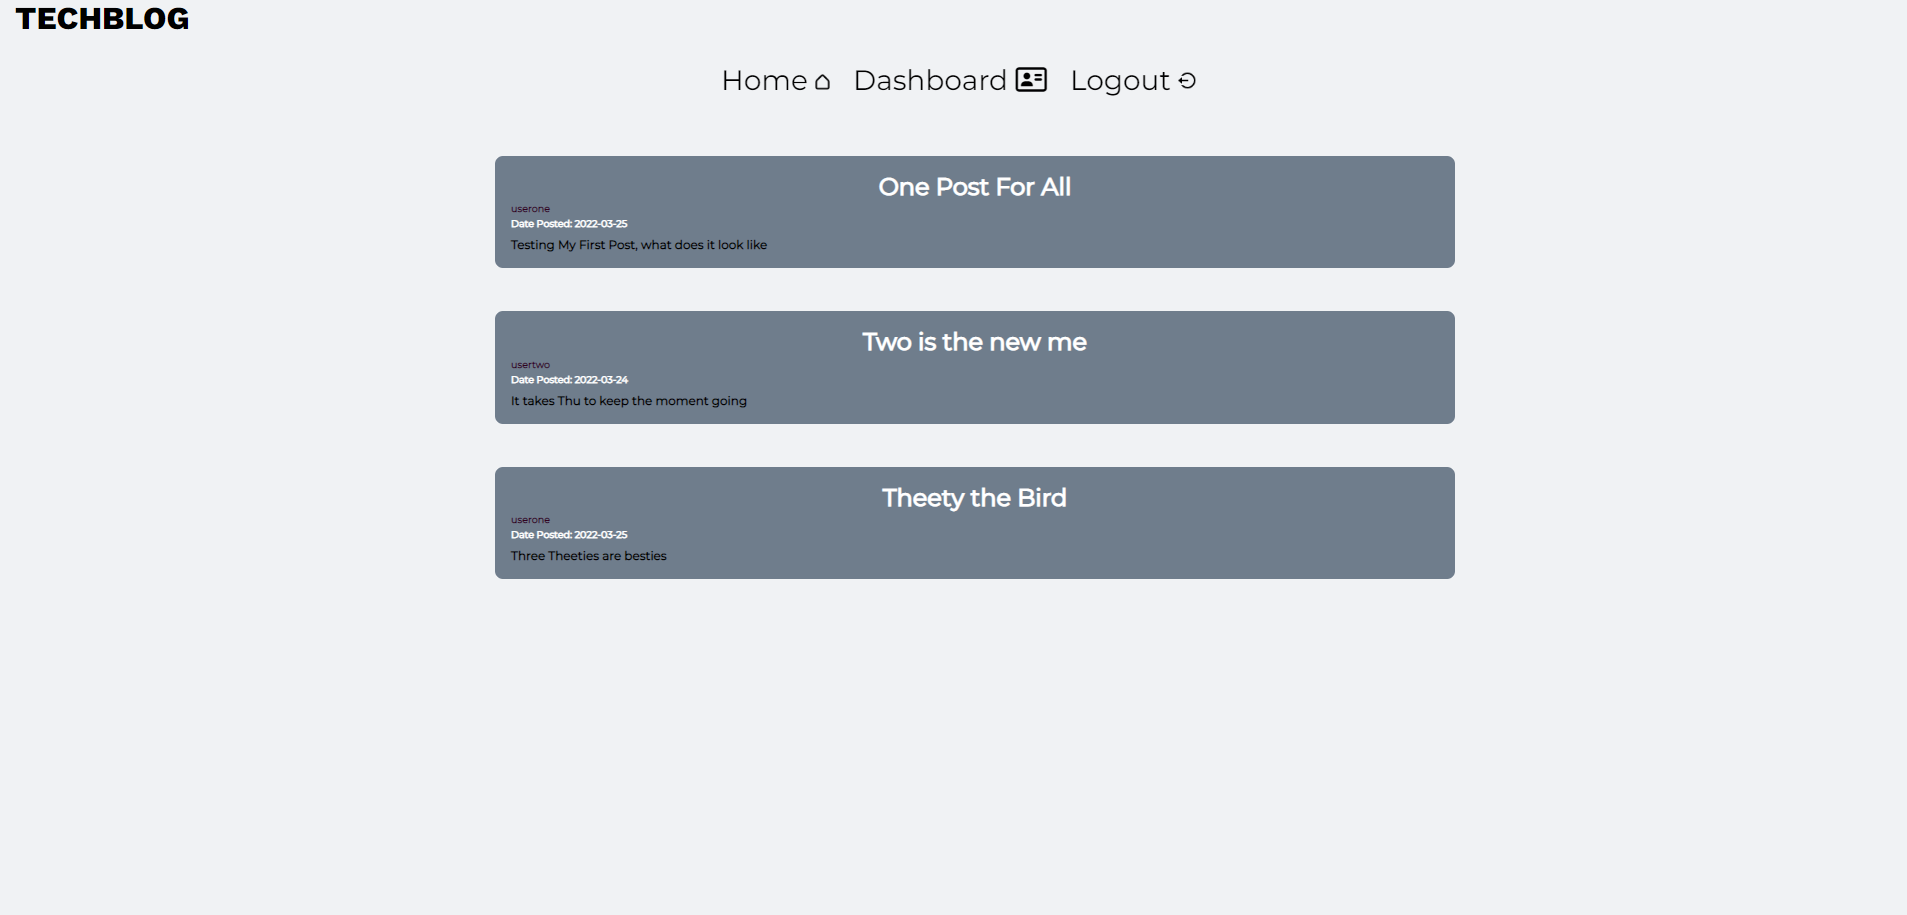 TECHBLOG
Home Dashboard Logout
One Post For All
userone
Date Posted: 2022-03-25
Testing My First Post, what does it look like
Two is the new me
usertwo
Date Posted: 2022-03-24
It takes Thu to keep the moment going
Theety the Bird
userone
Date Posted: 2022-03-25
Three Theeties are besties